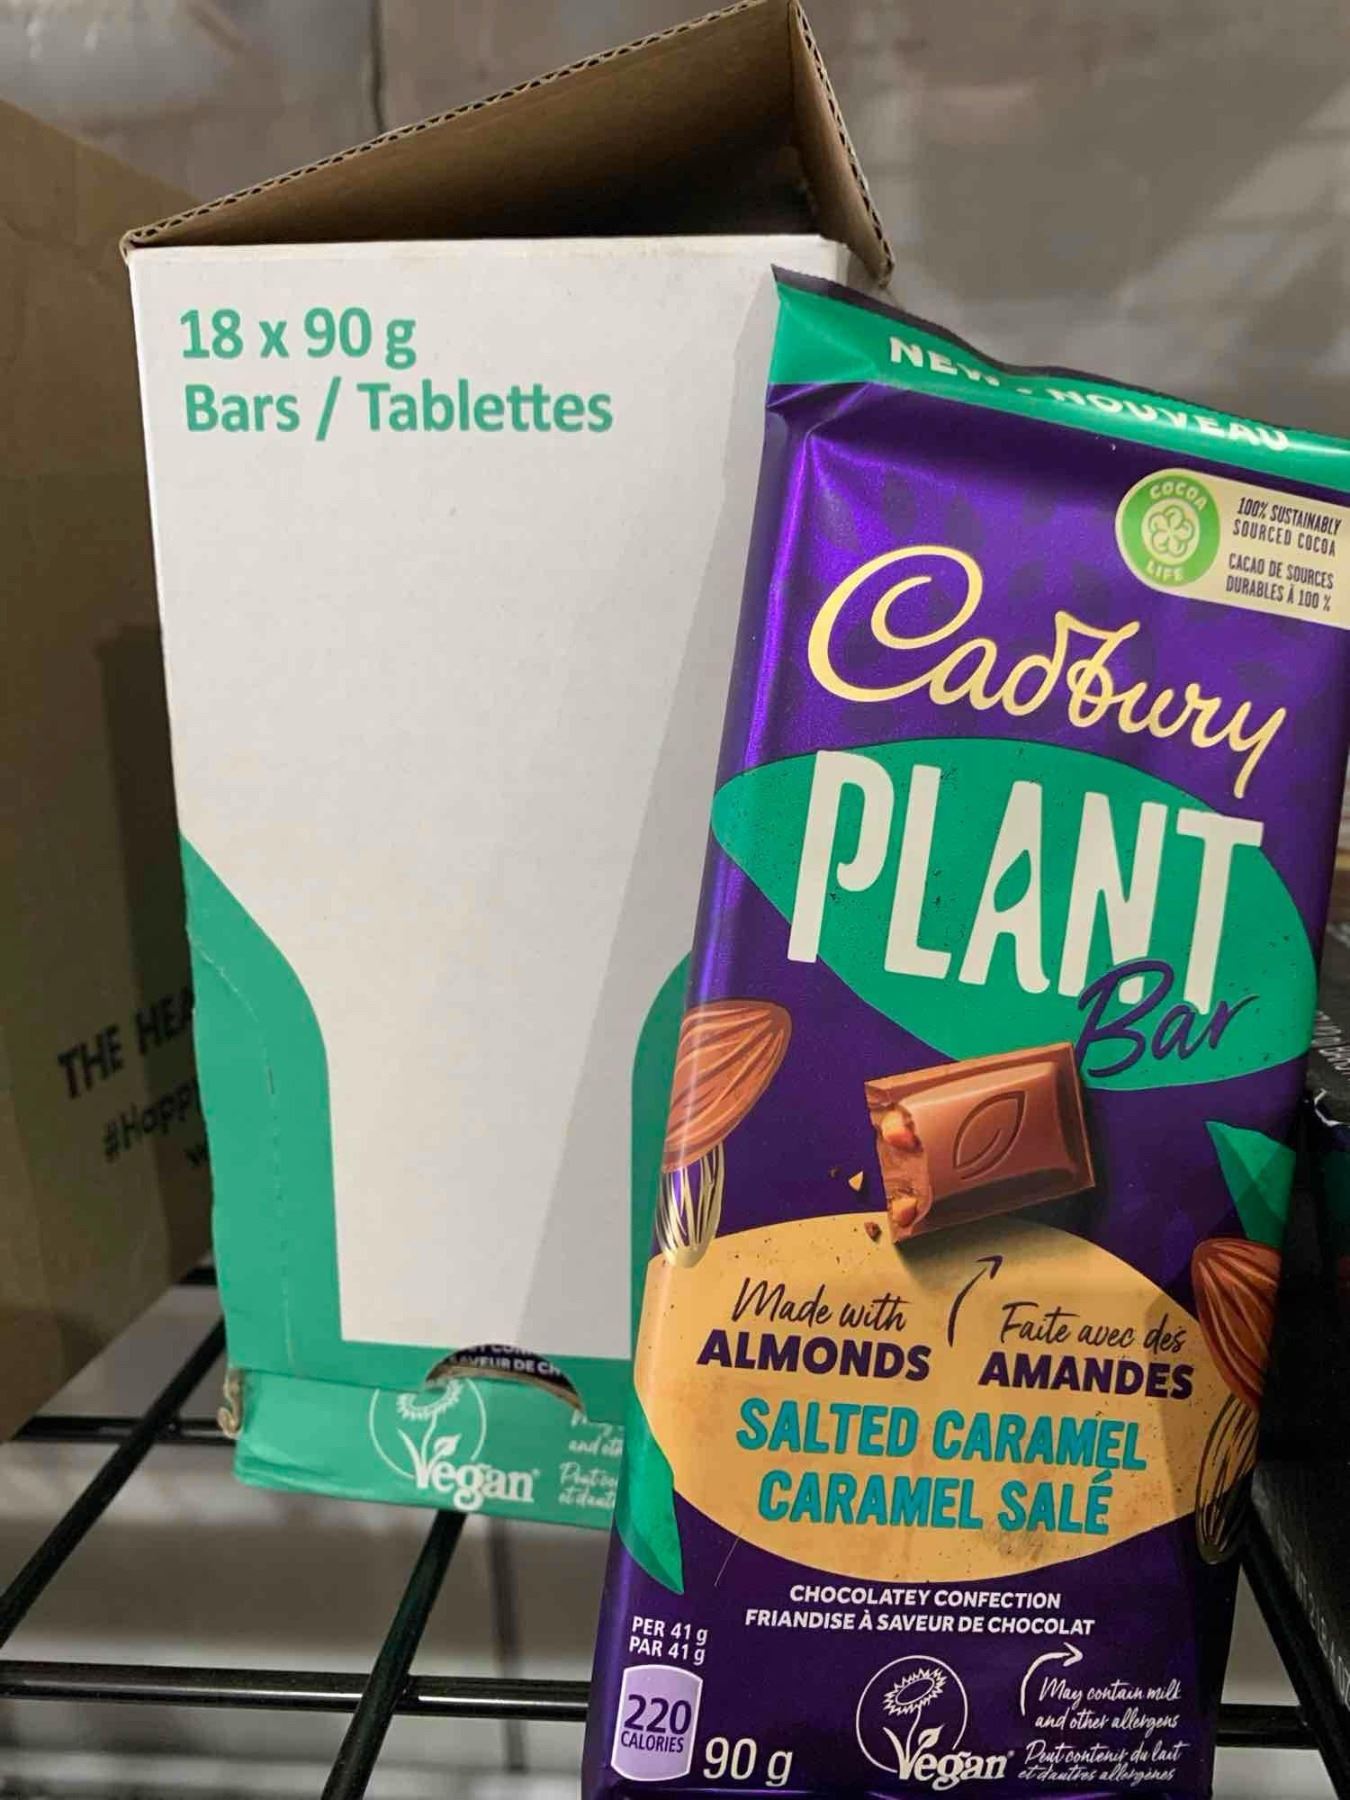 18 x 90 g
Bars / Tablettes
THE HEA
#Happi
Vegan
NEW - NOUVEAU
COCOA
LIFE
100% SUSTAINABLY
SOURCED COCOA
CACAO DE SOURCES
DURABLES À 100 %
Cadbury
PLANT
Bar
Made with
ALMONDS
Faite avec des
AMANDES
SALTED CARAMEL
CARAMEL SALÉ
CHOCOLATEY CONFECTION
FRIANDISE À SAVEUR DE CHOCOLAT
PER 41 g
PAR 41 g
220
CALORIES
90 g
Vegan
May contain milk
and other allergens
Peut contenir du lait
et d'autres allergènes